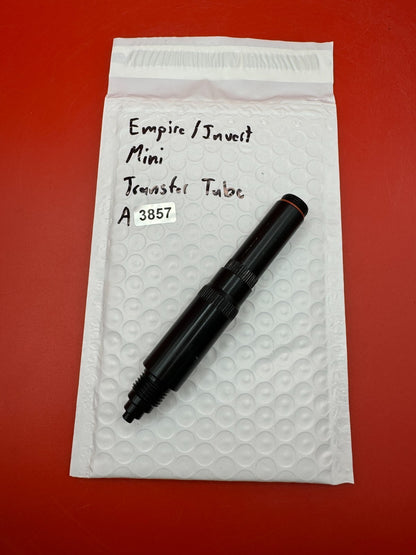 Empire/Invert
Mini
Transfer Tube
A 3857